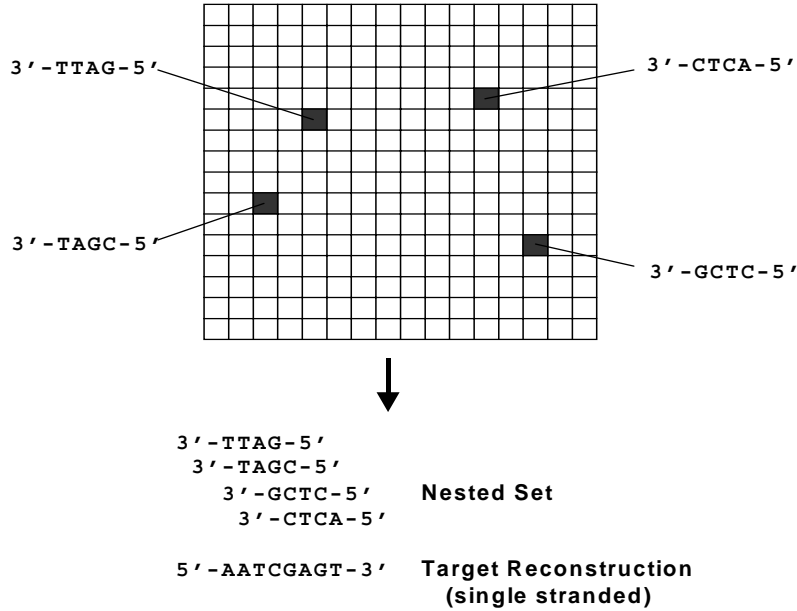 3′-TTAG-5′
3′-CTCA-5′
3′-TAGC-5′
3′-GCTC-5′
3′-TTAG-5′
3′-TAGC-5′
3′-GCTC-5′ Nested Set
3′-CTCA-5′
5′-AATCGAGT-3′ Target Reconstruction
(single stranded)